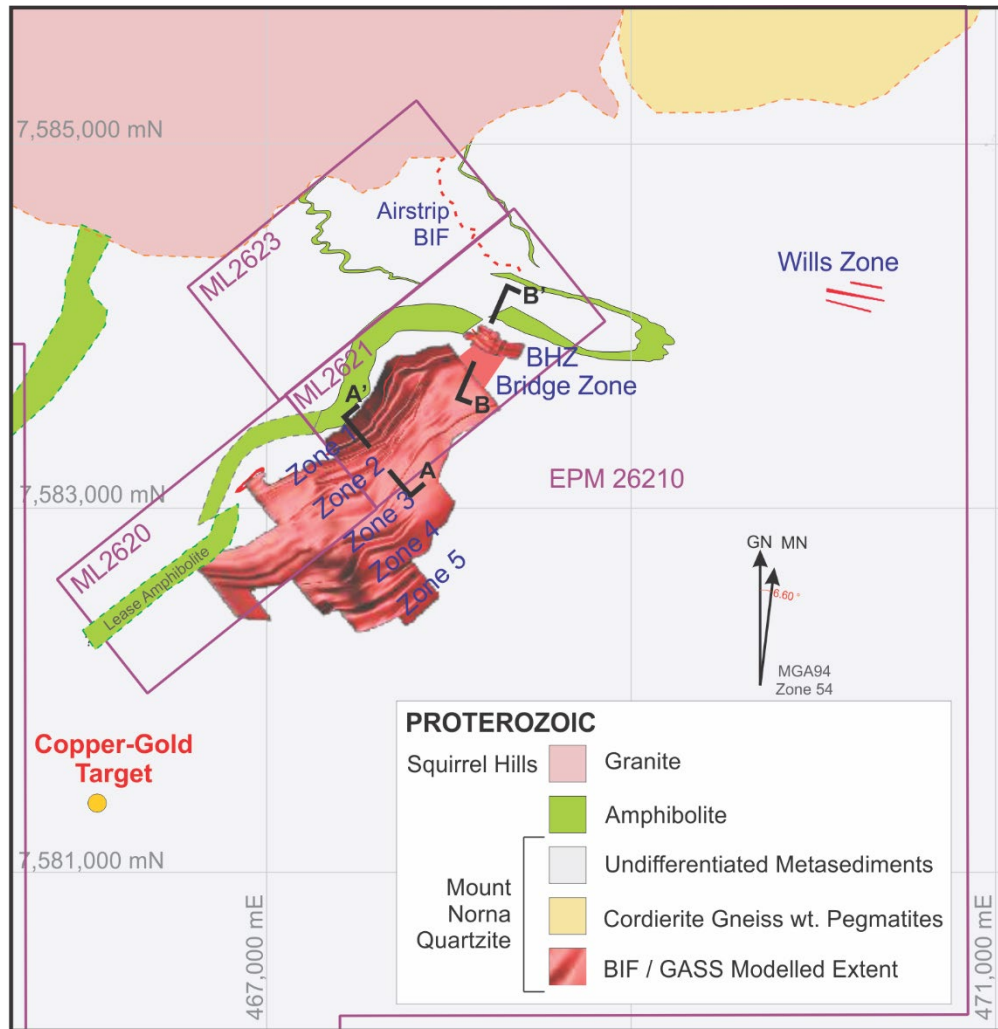 7,585,000 mN
Airstrip
BIF
ML2623
Wills Zone
B'
BHZ
Bridge Zone
ML2621
A'
B
Zone 1
Zone 2
A
Zone 3
EPM 26210
7,583,000 mN
Zone 4
Zone 5
ML2620
Lease Amphibolite
GN MN
6.60 °
MGA94
Zone 54
Copper-Gold
Target
7,581,000 mN
467,000 mE
471,000 mE
PROTEROZOIC
Squirrel Hills
Granite
Amphibolite
Undifferentiated Metasediments
Mount
Norna
Quartzite
Cordierite Gneiss wt. Pegmatites
BIF / GASS Modelled Extent